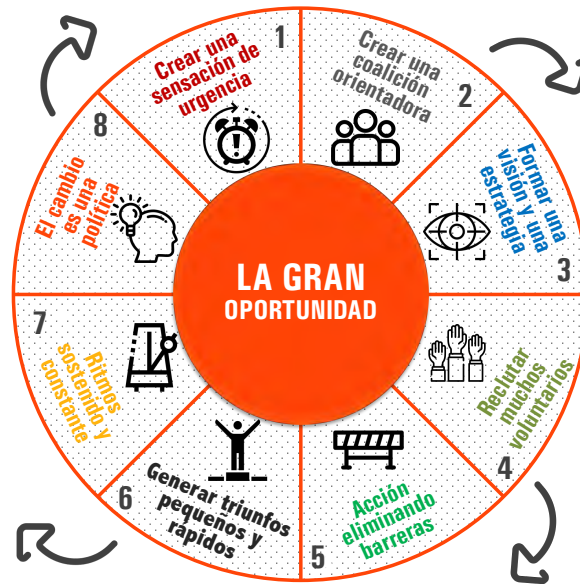 1
Crear una
sensación de
urgencia
Crear una
coalición
orientadora
2
Formar una
visión y una
estrategia
3
Reclutar
muchos
voluntarios
4
Acción
eliminando
barreras
5
Generar triunfos
pequeños y
rápidos
6
Ritmos
sostenido y
constante
7
El cambio
es una
política
8
LA GRAN
OPORTUNIDAD